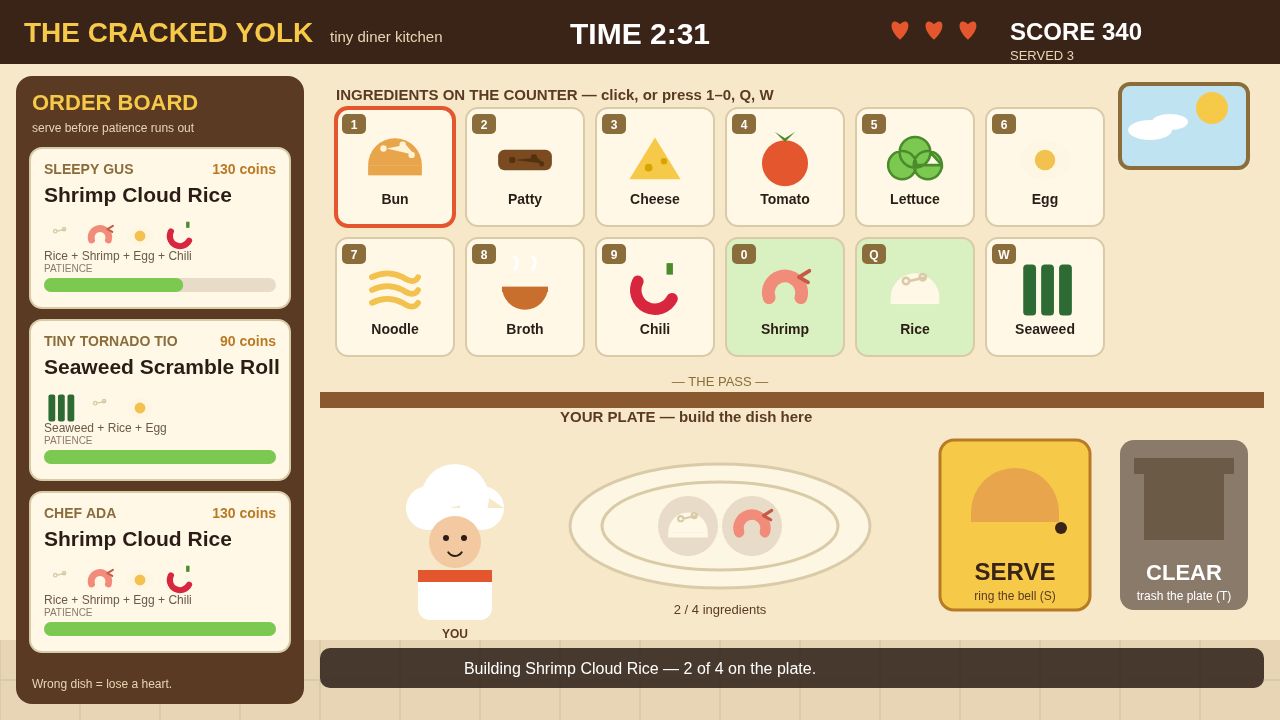 THE CRACKED YOLK tiny diner kitchen
TIME 2:31
SCORE 340
SERVED 3
ORDER BOARD
serve before patience runs out
SLEEPY GUS 130 coins
Shrimp Cloud Rice
Rice + Shrimp + Egg + Chili
PATIENCE
TINY TORNADO TIO 90 coins
Seaweed Scramble Roll
Seaweed + Rice + Egg
PATIENCE
CHEF ADA 130 coins
Shrimp Cloud Rice
Rice + Shrimp + Egg + Chili
PATIENCE
Wrong dish = lose a heart.
INGREDIENTS ON THE COUNTER — click, or press 1–0, Q, W
1 Bun
2 Patty
3 Cheese
4 Tomato
5 Lettuce
6 Egg
7 Noodle
8 Broth
9 Chili
0 Shrimp
Q Rice
W Seaweed
— THE PASS —
YOUR PLATE — build the dish here
YOU
2 / 4 ingredients
SERVE
ring the bell (S)
CLEAR
trash the plate (T)
Building Shrimp Cloud Rice — 2 of 4 on the plate.